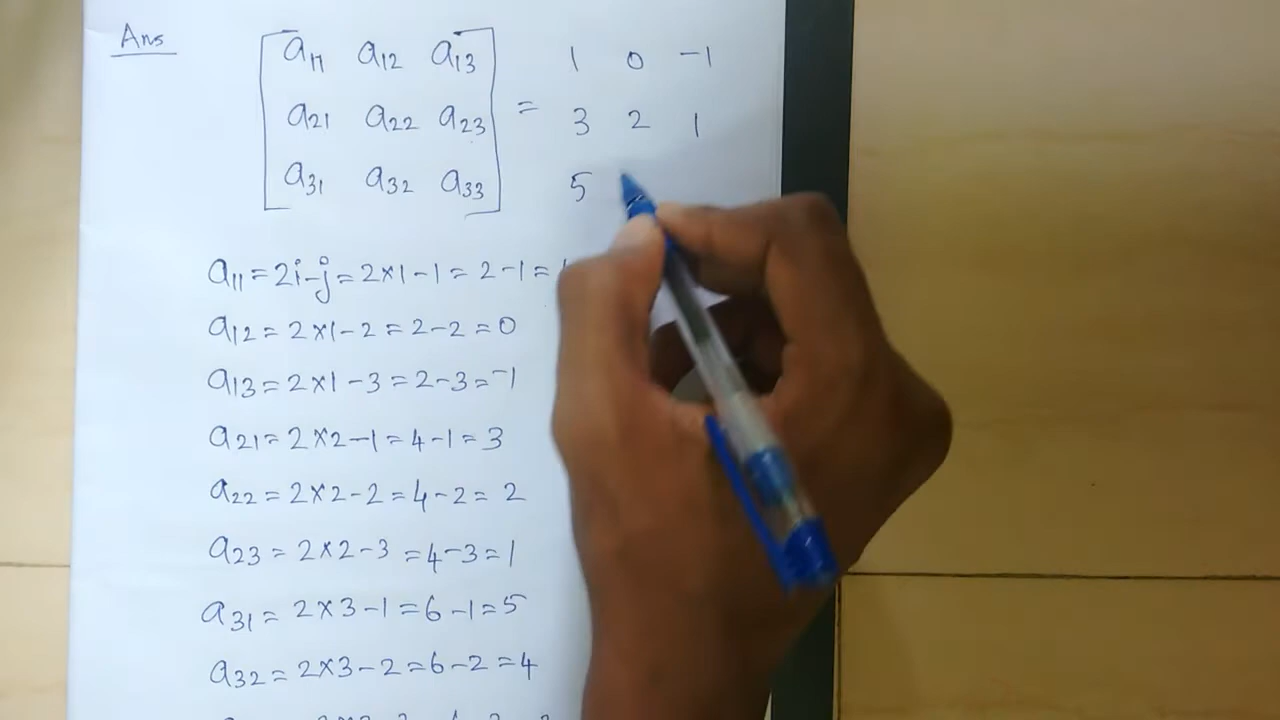 Ans
a11 a12 a13 1 0 -1
a21 a22 a23 = 3 2 1
a31 a32 a33 5
a11 = 2i-j = 2×1-1 = 2-1 =
a12 = 2×1-2 = 2-2 = 0
a13 = 2×1-3 = 2-3 = -1
a21 = 2×2-1 = 4-1 = 3
a22 = 2×2-2 = 4-2 = 2
a23 = 2×2-3 = 4-3 = 1
a31 = 2×3-1 = 6-1 = 5
a32 = 2×3-2 = 6-2 = 4